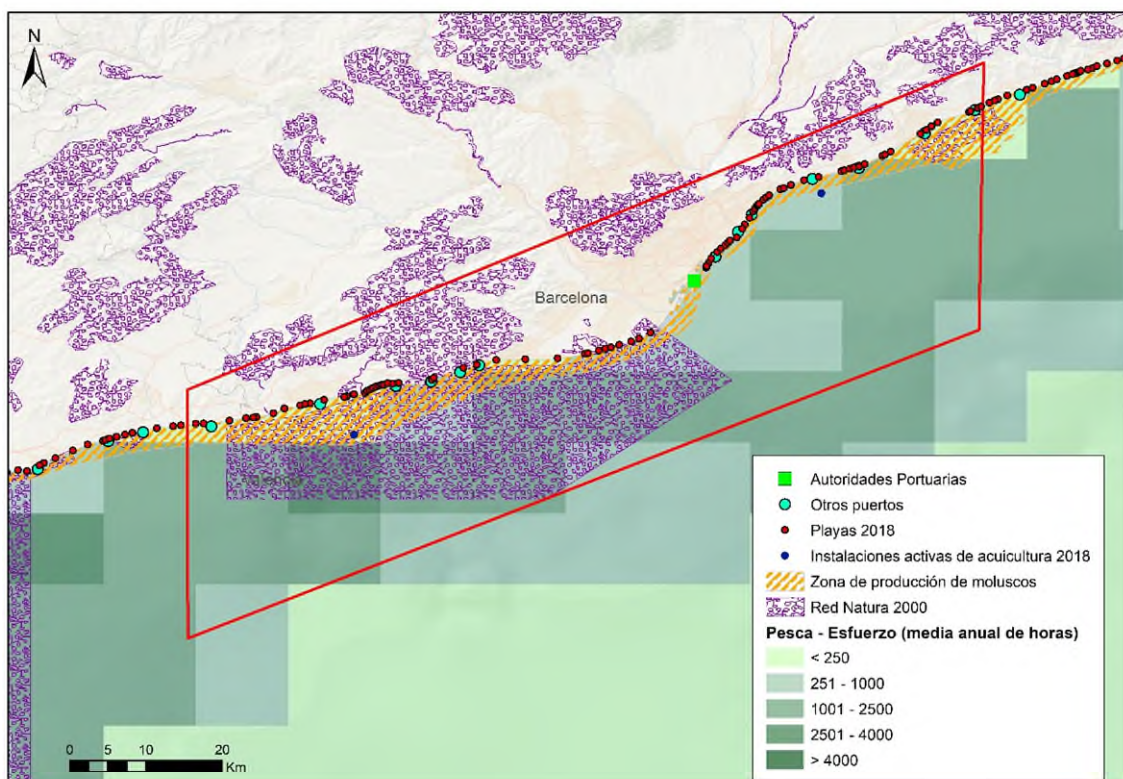 N
Barcelona
Valencia
Autoridades Portuarias
Otros puertos
Playas 2018
Instalaciones activas de acuicultura 2018
Zona de producción de moluscos
Red Natura 2000
Pesca - Esfuerzo (media anual de horas)
< 250
251 - 1000
1001 - 2500
2501 - 4000
> 4000
0 5 10 20
Km